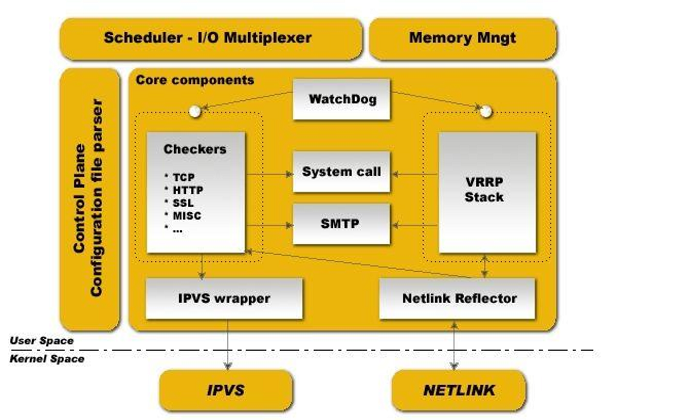 Scheduler - I/O Multiplexer
Memory Mngt
Control Plane
Configuration file parser
Core components
WatchDog
Checkers
* TCP
* HTTP
* SSL
* MISC
* ...
System call
SMTP
VRRP
Stack
IPVS wrapper
Netlink Reflector
User Space
Kernel Space
IPVS
NETLINK